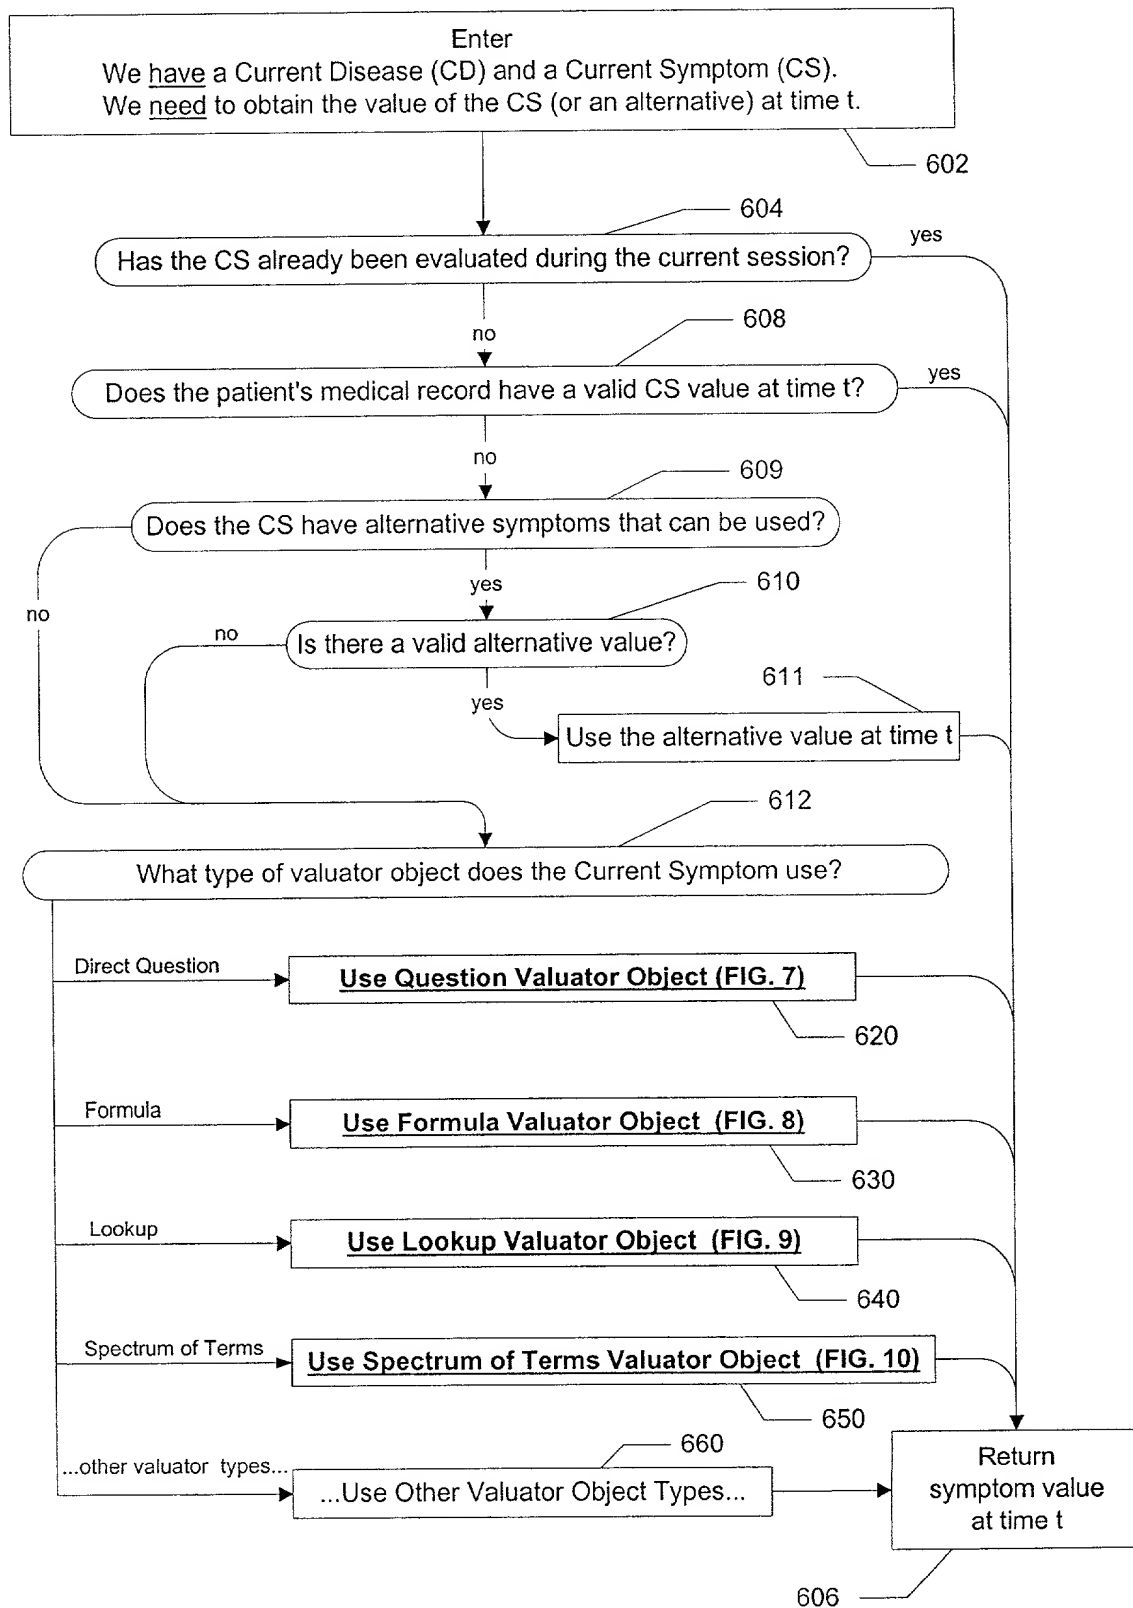 Enter
We have a Current Disease (CD) and a Current Symptom (CS).
We need to obtain the value of the CS (or an alternative) at time t.
602
604
yes
Has the CS already been evaluated during the current session?
608
no
Does the patient's medical record have a valid CS value at time t?
yes
no
609
Does the CS have alternative symptoms that can be used?
yes
610
no
no
Is there a valid alternative value?
611
yes
Use the alternative value at time t
612
What type of valuator object does the Current Symptom use?
Direct Question
Use Question Valuator Object (FIG. 7)
620
Formula
Use Formula Valuator Object (FIG. 8)
630
Lookup
Use Lookup Valuator Object (FIG. 9)
640
Spectrum of Terms
Use Spectrum of Terms Valuator Object (FIG. 10)
650
660
...other valuator types...
...Use Other Valuator Object Types...
Return
symptom value
at time t
606